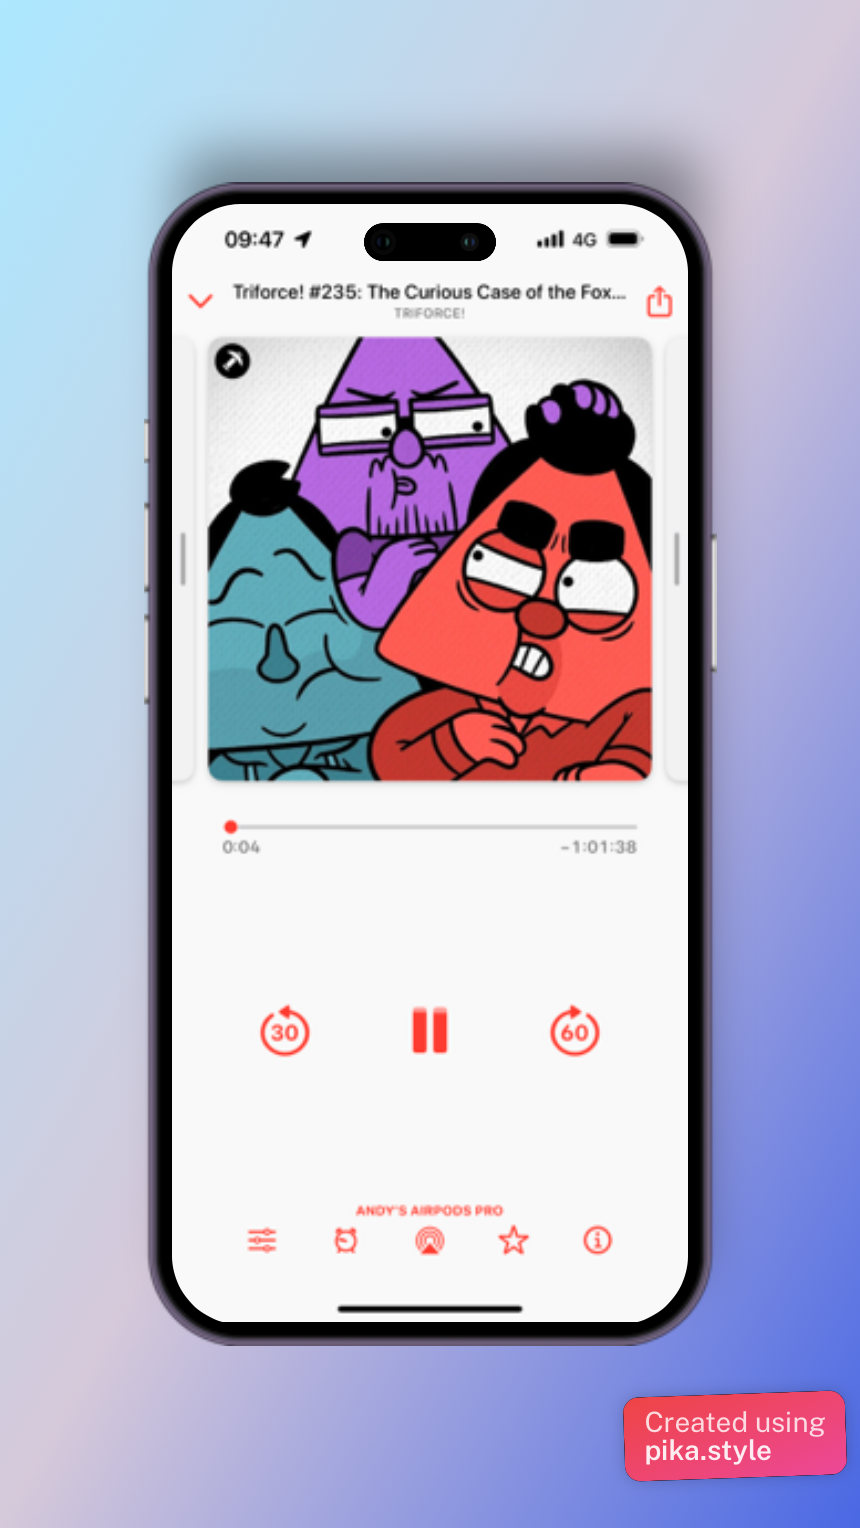 09:47
4G
Triforce! #235: The Curious Case of the Fox...
TRIFORCE!
0:04
-1:01:38
30
60
ANDY'S AIRPODS PRO
Created using
pika.style